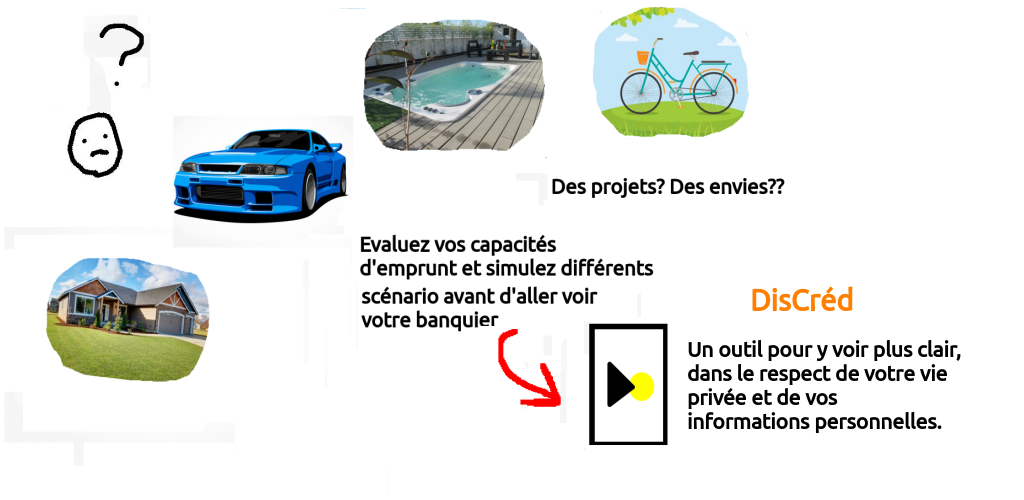 ?
Des projets? Des envies??
Evaluez vos capacités
d'emprunt et simulez différents
scénario avant d'aller voir
votre banquier
DisCréd
Un outil pour y voir plus clair,
dans le respect de votre vie
privée et de vos
informations personnelles.